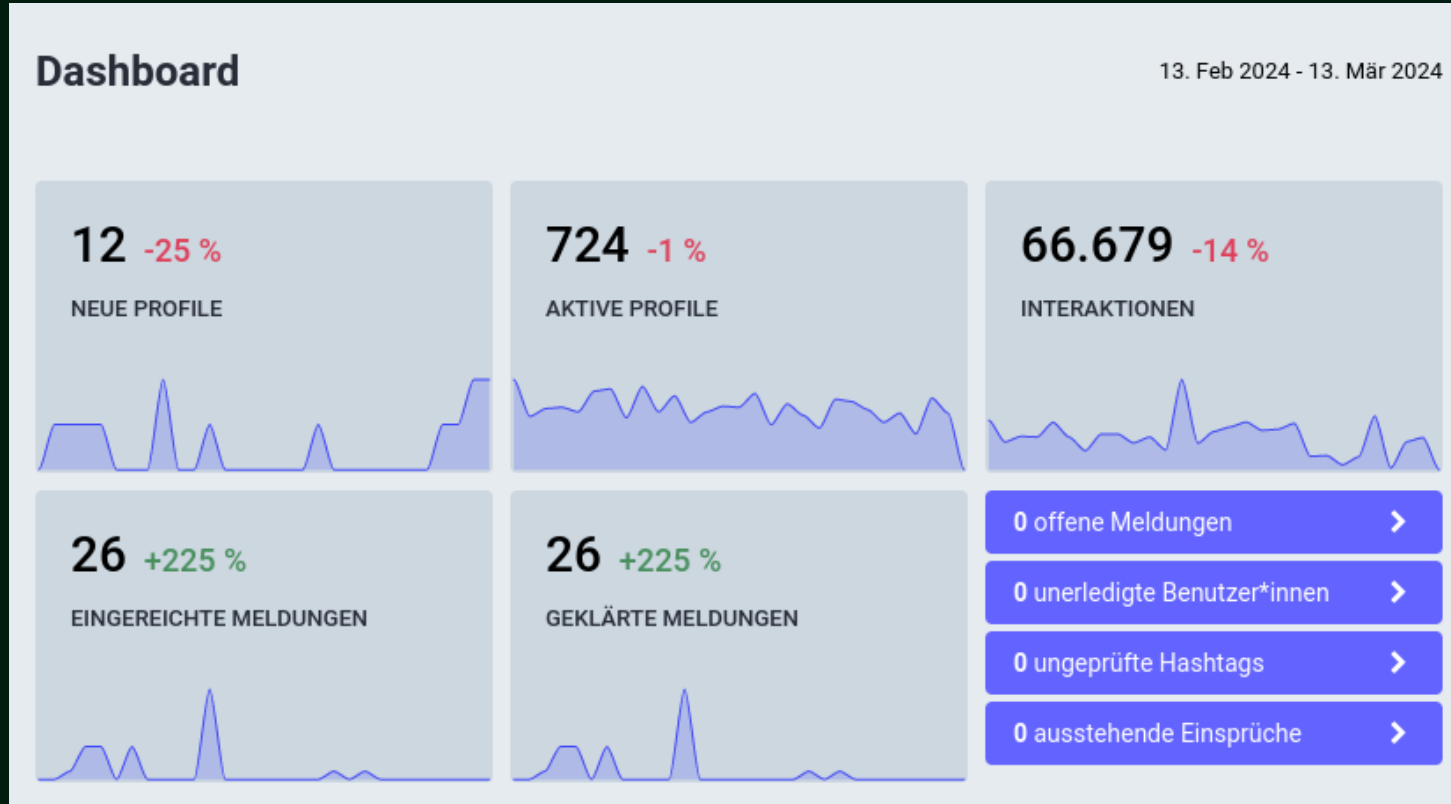 Dashboard
13. Feb 2024 - 13. Mär 2024
12 -25 %
NEUE PROFILE
724 -1 %
AKTIVE PROFILE
66.679 -14 %
INTERAKTIONEN
26 +225 %
EINGEREICHTE MELDUNGEN
26 +225 %
GEKLÄRTE MELDUNGEN
0 offene Meldungen
0 unerledigte Benutzer*innen
0 ungeprüfte Hashtags
0 ausstehende Einsprüche